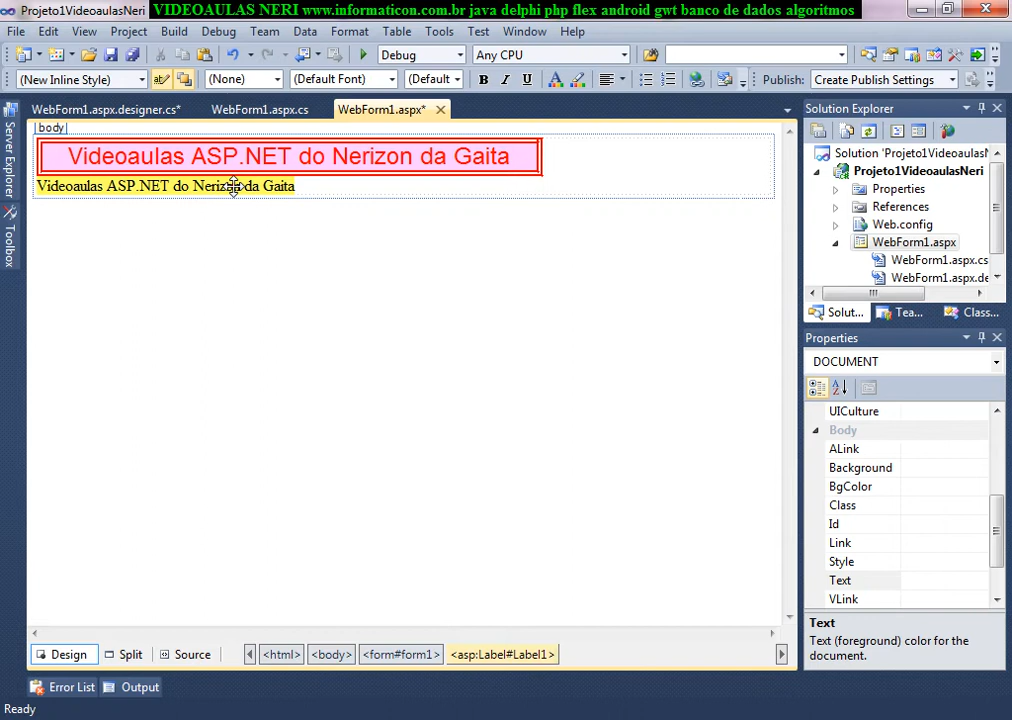 Projeto1VideoaulasNeri
VIDEOAULAS NERI www.informaticon.com.br java delphi php flex android gwt banco de dados algoritmos
File Edit View Project Build Debug Team Data Format Table Tools Test Window Help
Debug Any CPU
(New Inline Style) (None) (Default Font) (Default B I U A Publish: Create Publish Settings
WebForm1.aspx.designer.cs* WebForm1.aspx.cs WebForm1.aspx*
Solution Explorer
Server Explorer
Toolbox
body
Videoaulas ASP.NET do Nerizon da Gaita
Videoaulas ASP.NET do Nerizon da Gaita
Solution 'Projeto1VideoaulasN
Projeto1VideoaulasNeri
Properties
References
Web.config
WebForm1.aspx
WebForm1.aspx.cs
WebForm1.aspx.de
Solut... Tea... Class...
Properties
DOCUMENT
UICulture
Body
ALink
Background
BgColor
Class
Id
Link
Style
Text
VLink
Text
Text (foreground) color for the
document.
Design Split Source <html> <body> <form#form1> <asp:Label#Label1>
Error List Output
Ready